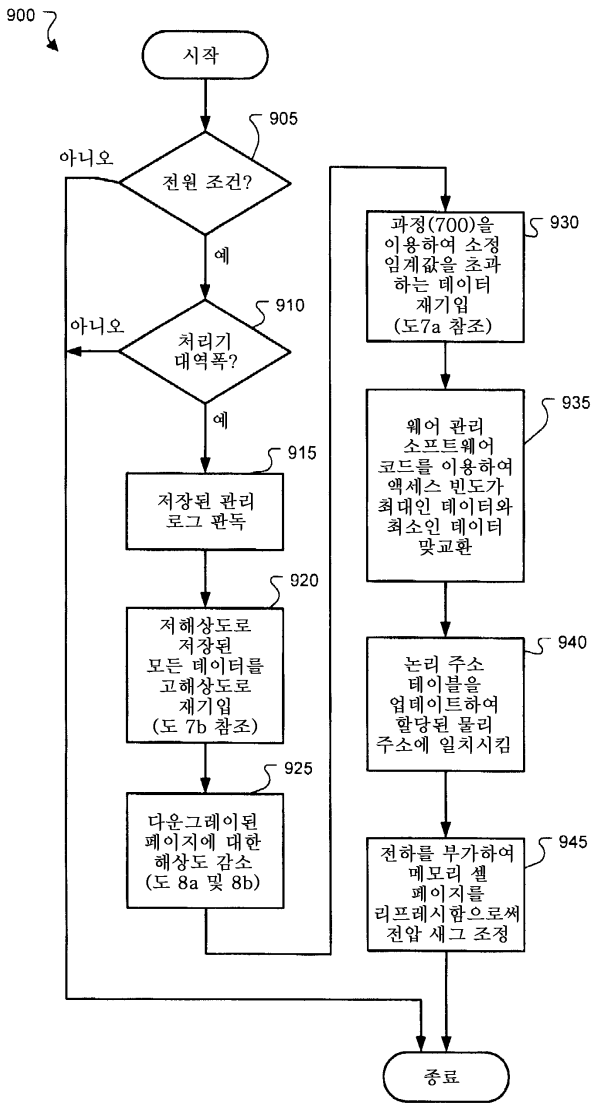 900
시작
905
아니오
전원 조건?
예
910
아니오
처리기
대역폭?
예
915
저장된 관리
로그 판독
920
저해상도로
저장된
모든 데이터를
고해상도로
재기입
(도 7b 참조)
925
다운그레이된
페이지에 대한
해상도 감소
(도 8a 및 8b)
930
과정(700)을
이용하여 소정
임계값을 초과
하는 데이터
재기입
(도7a 참조)
935
웨어 관리
소프트웨어
코드를 이용하여
액세스 빈도가
최대인 데이터와
최소인 데이터
맞교환
940
논리 주소
테이블을
업데이트하여
할당된 물리
주소에 일치시킴
945
전하를 부가하여
메모리 셀
페이지를
리프레시함으로써
전압 새그 조정
종료